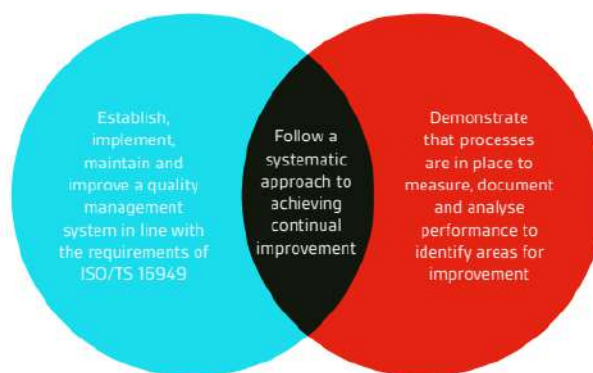 Establish,
implement,
maintain and
improve a quality
management
system in line with
the requirements of
ISO/TS 16949
Follow a
systematic
approach to
achieving
continual
improvement
Demonstrate
that processes
are in place to
measure, document
and analyse
performance to
identify areas for
improvement